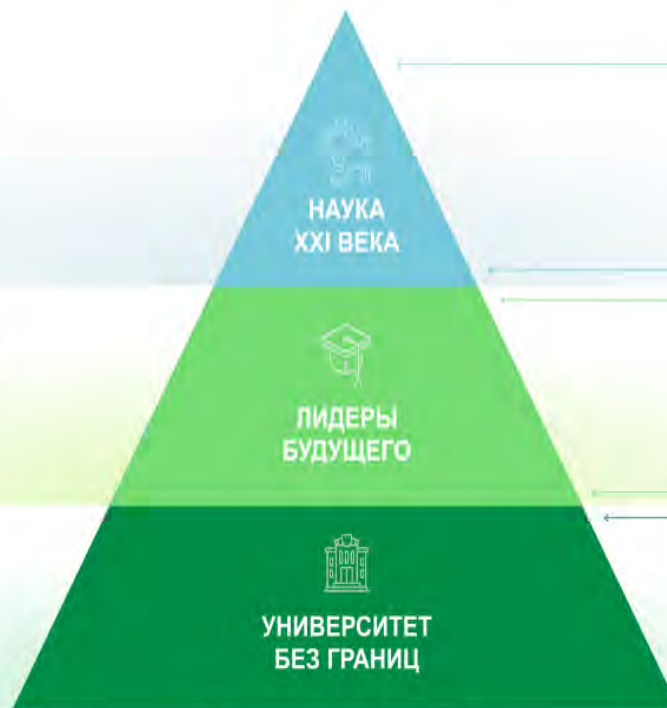 НАУКА
XXI ВЕКА
ЛИДЕРЫ
БУДУЩЕГО
УНИВЕРСИТЕТ
БЕЗ ГРАНИЦ